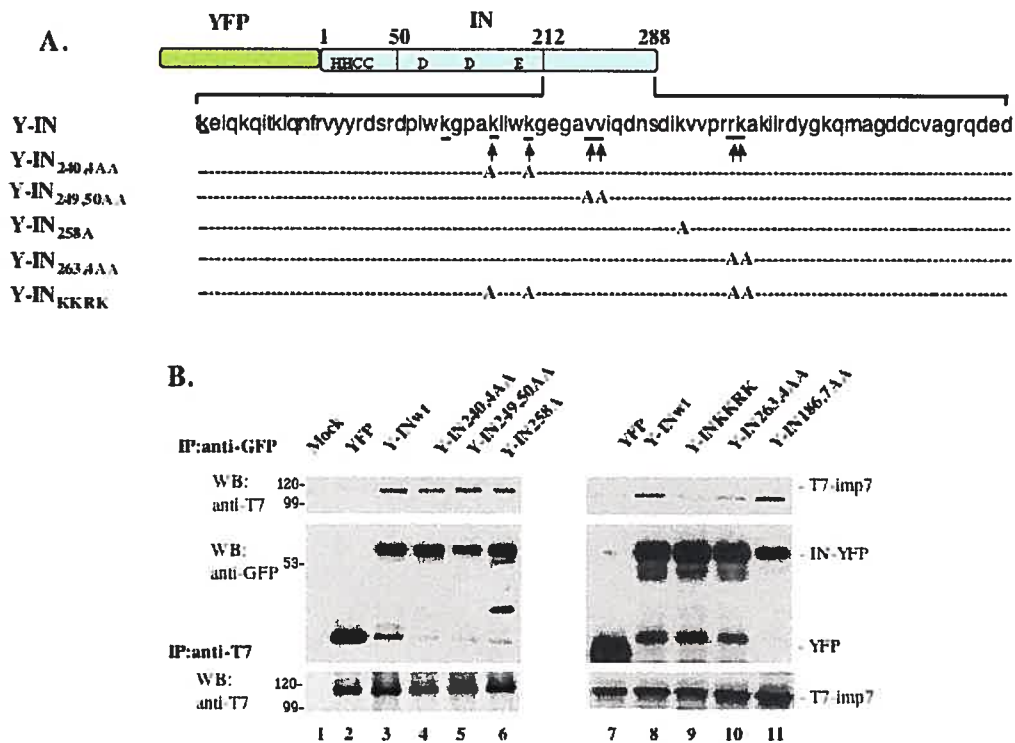 A.
YFP 1 50 IN 212 288
HHCC D D E
Y-IN kelqkqitklqnfrvyyrdsrdplwkgpakllwkgegavviqdnsdikvvprrkakiirdygkqmagddcvagrqded
Y-IN240,4AA A A
Y-IN249,50AA A A
Y-IN258A A
Y-IN263,4AA A A
Y-INKKRK A A A A
B.
Mock YFP Y-INwt Y-IN240,4AA Y-IN249,50AA Y-IN258A YFP Y-INwt Y-INKKRK Y-IN263,4AA Y-IN186,7AA
IP:anti-GFP
WB: 120- - T7-imp7
anti-T7 99-
WB: - IN-YFP
anti-GFP 53-
- YFP
IP:anti-T7
WB: 120- - T7-imp7
anti-T7 99-
1 2 3 4 5 6 7 8 9 10 11